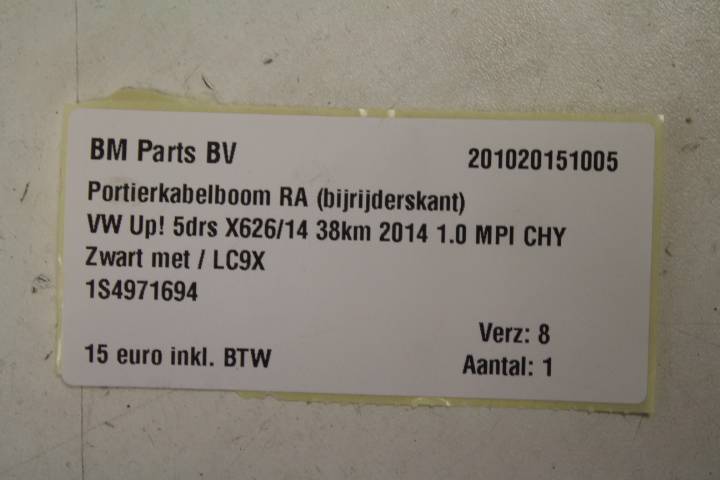 BM Parts BV 201020151005
Portierkabelboom RA (bijrijderskant)
VW Up! 5drs X626/14 38km 2014 1.0 MPI CHY
Zwart met / LC9X
1S4971694
Verz: 8
15 euro inkl. BTW Aantal: 1